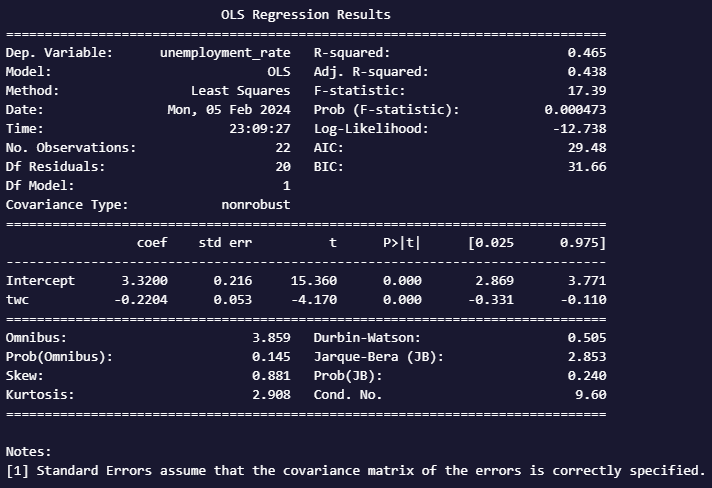 OLS Regression Results
==============================================================================
Dep. Variable:      unemployment_rate   R-squared:                       0.465
Model:                            OLS   Adj. R-squared:                  0.438
Method:                 Least Squares   F-statistic:                     17.39
Date:                Mon, 05 Feb 2024   Prob (F-statistic):           0.000473
Time:                        23:09:27   Log-Likelihood:                -12.738
No. Observations:                  22   AIC:                             29.48
Df Residuals:                      20   BIC:                             31.66
Df Model:                           1
Covariance Type:            nonrobust
==============================================================================
                 coef    std err          t      P>|t|      [0.025      0.975]
------------------------------------------------------------------------------
Intercept      3.3200      0.216     15.360      0.000       2.869       3.771
twc           -0.2204      0.053     -4.170      0.000      -0.331      -0.110
==============================================================================
Omnibus:                        3.859   Durbin-Watson:                   0.505
Prob(Omnibus):                  0.145   Jarque-Bera (JB):                2.853
Skew:                           0.881   Prob(JB):                        0.240
Kurtosis:                       2.908   Cond. No.                         9.60
==============================================================================

Notes:
[1] Standard Errors assume that the covariance matrix of the errors is correctly specified.